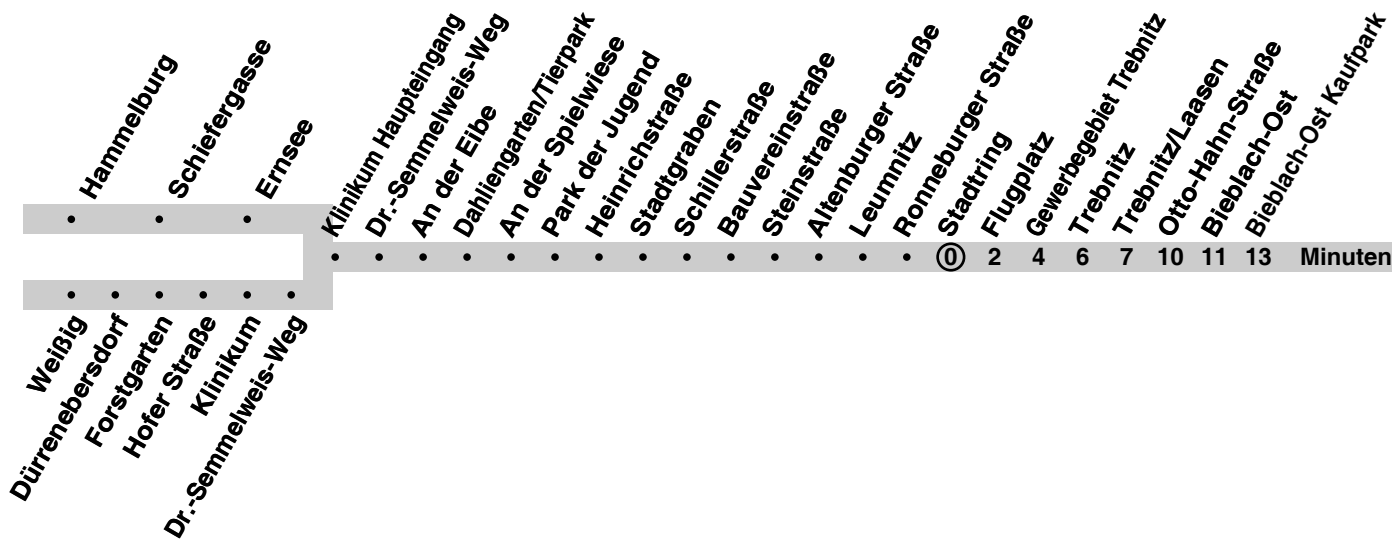 Hammelburg
Schiefergasse
Ernsee
Klinikum Haupteingang
Dr.-Semmelweis-Weg
An der Eibe
Dahliengarten/Tierpark
An der Spielwiese
Park der Jugend
Heinrichstraße
Stadtgraben
Schillerstraße
Bauvereinstraße
Steinstraße
Altenburger Straße
Leumnitz
Ronneburger Straße
Stadtring
Flugplatz
Gewerbegebiet Trebnitz
Trebnitz
Trebnitz/Laasen
Otto-Hahn-Straße
Bieblach-Ost
Bieblach-Ost Kaufpark
0 2 4 6 7 10 11 13 Minuten
Weißig
Dürrenebersdorf
Forstgarten
Hofer Straße
Klinikum
Dr.-Semmelweis-Weg